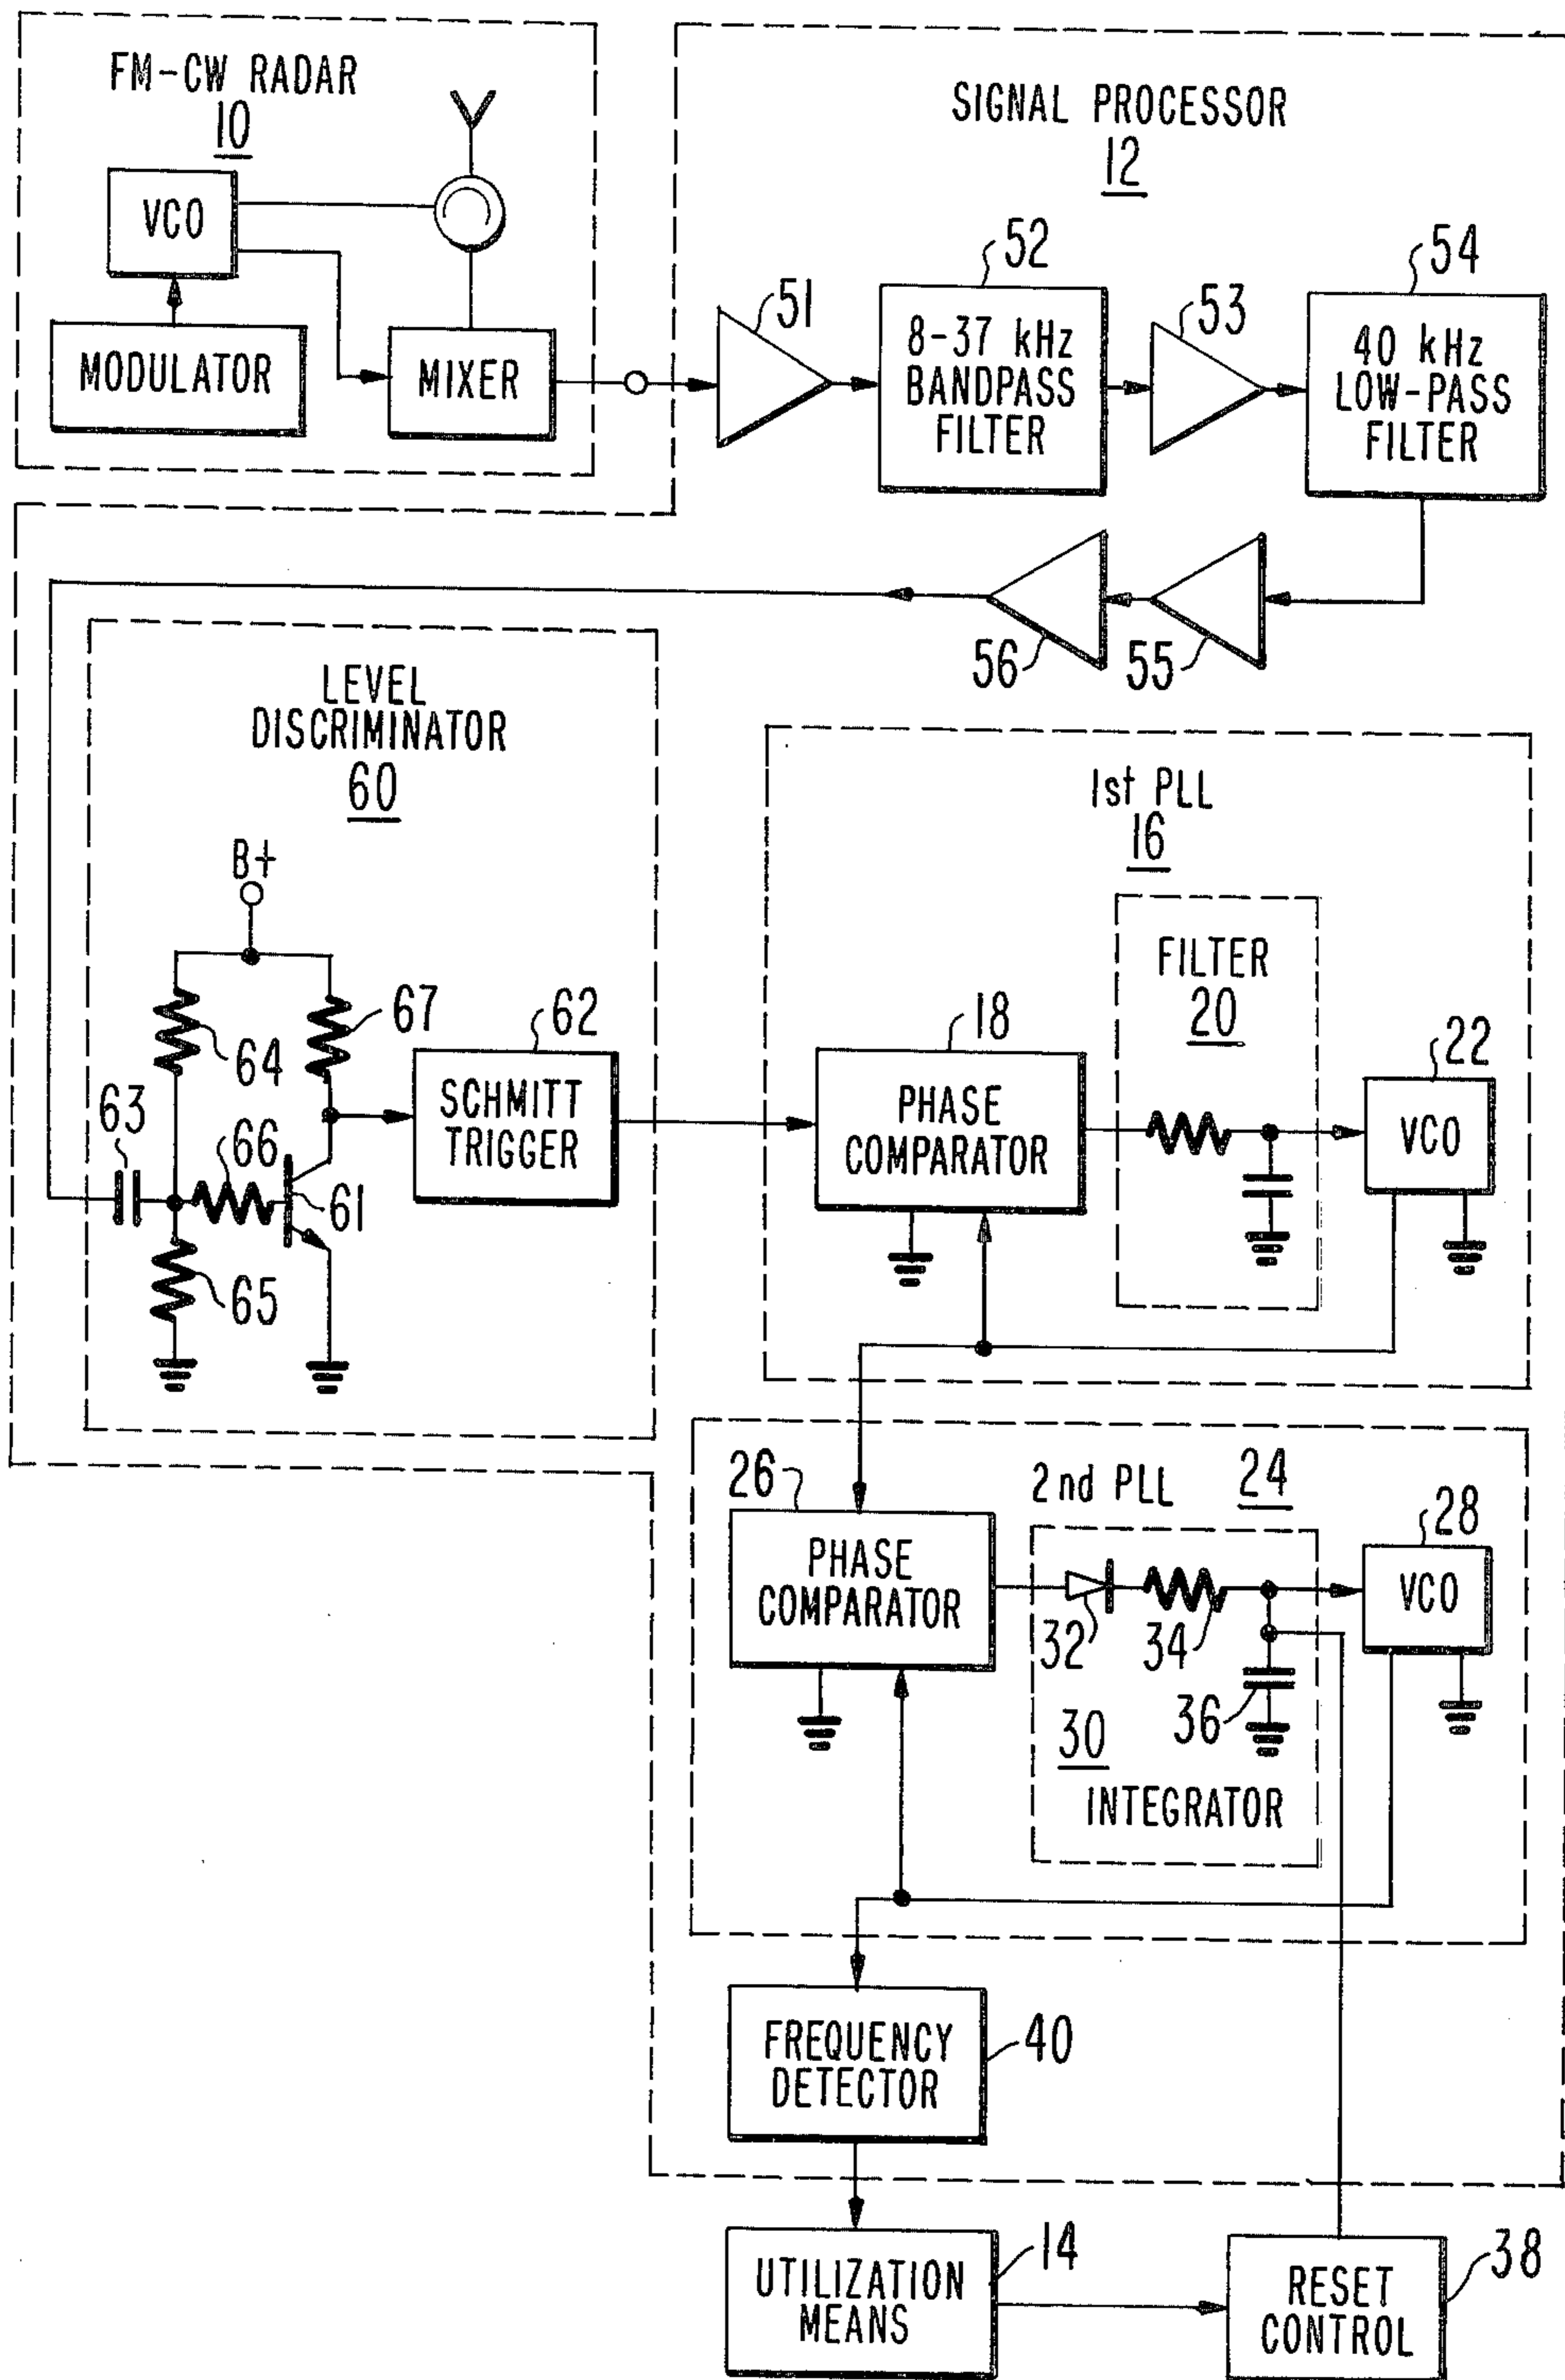 FM-CW RADAR
10
VCO
MODULATOR
MIXER
SIGNAL PROCESSOR
12
51
52
8-37 kHz
BANDPASS
FILTER
53
54
40 kHz
LOW-PASS
FILTER
56
55
LEVEL
DISCRIMINATOR
60
B+
64
67
62
SCHMITT
TRIGGER
63
66
61
65
1st PLL
16
FILTER
20
18
PHASE
COMPARATOR
22
VCO
26
PHASE
COMPARATOR
2nd PLL
24
28
VCO
32
34
36
30
INTEGRATOR
FREQUENCY
DETECTOR
40
UTILIZATION
MEANS
14
RESET
CONTROL
38